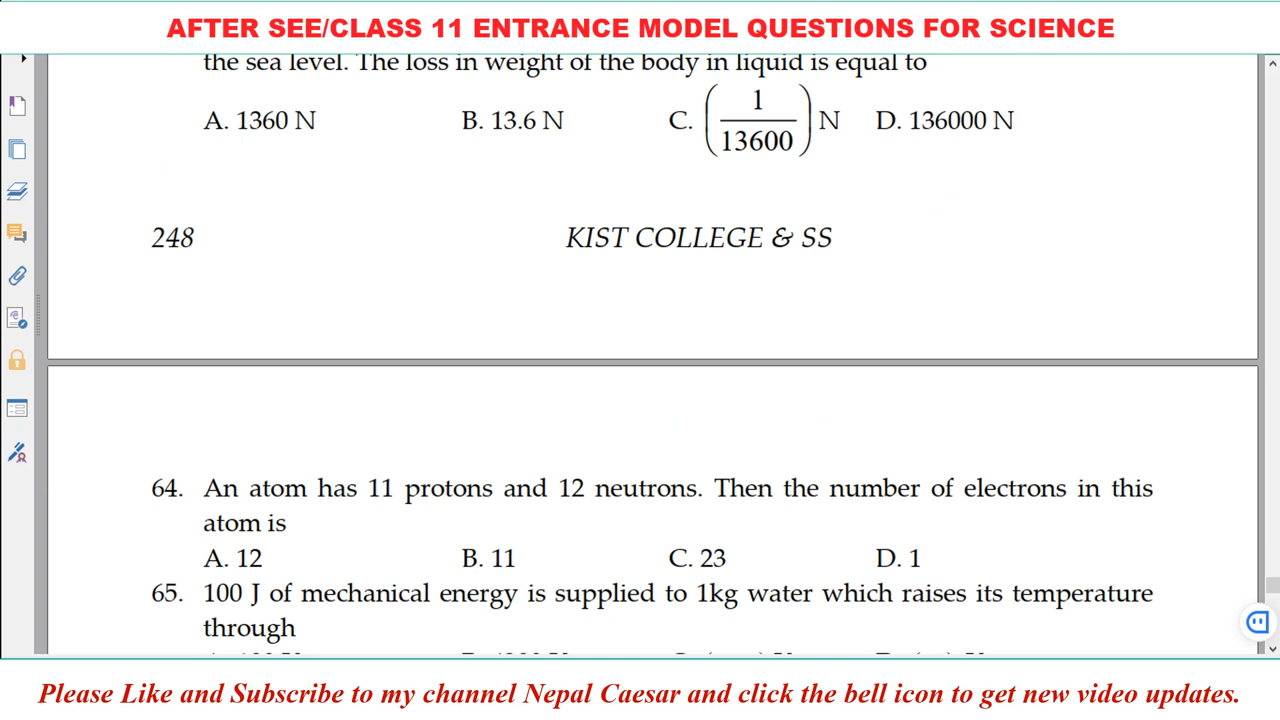 AFTER SEE/CLASS 11 ENTRANCE MODEL QUESTIONS FOR SCIENCE
the sea level. The loss in weight of the body in liquid is equal to
A. 1360 N B. 13.6 N C. (1/13600) N D. 136000 N
248 KIST COLLEGE & SS
64. An atom has 11 protons and 12 neutrons. Then the number of electrons in this
atom is
A. 12 B. 11 C. 23 D. 1
65. 100 J of mechanical energy is supplied to 1kg water which raises its temperature
through
Please Like and Subscribe to my channel Nepal Caesar and click the bell icon to get new video updates.